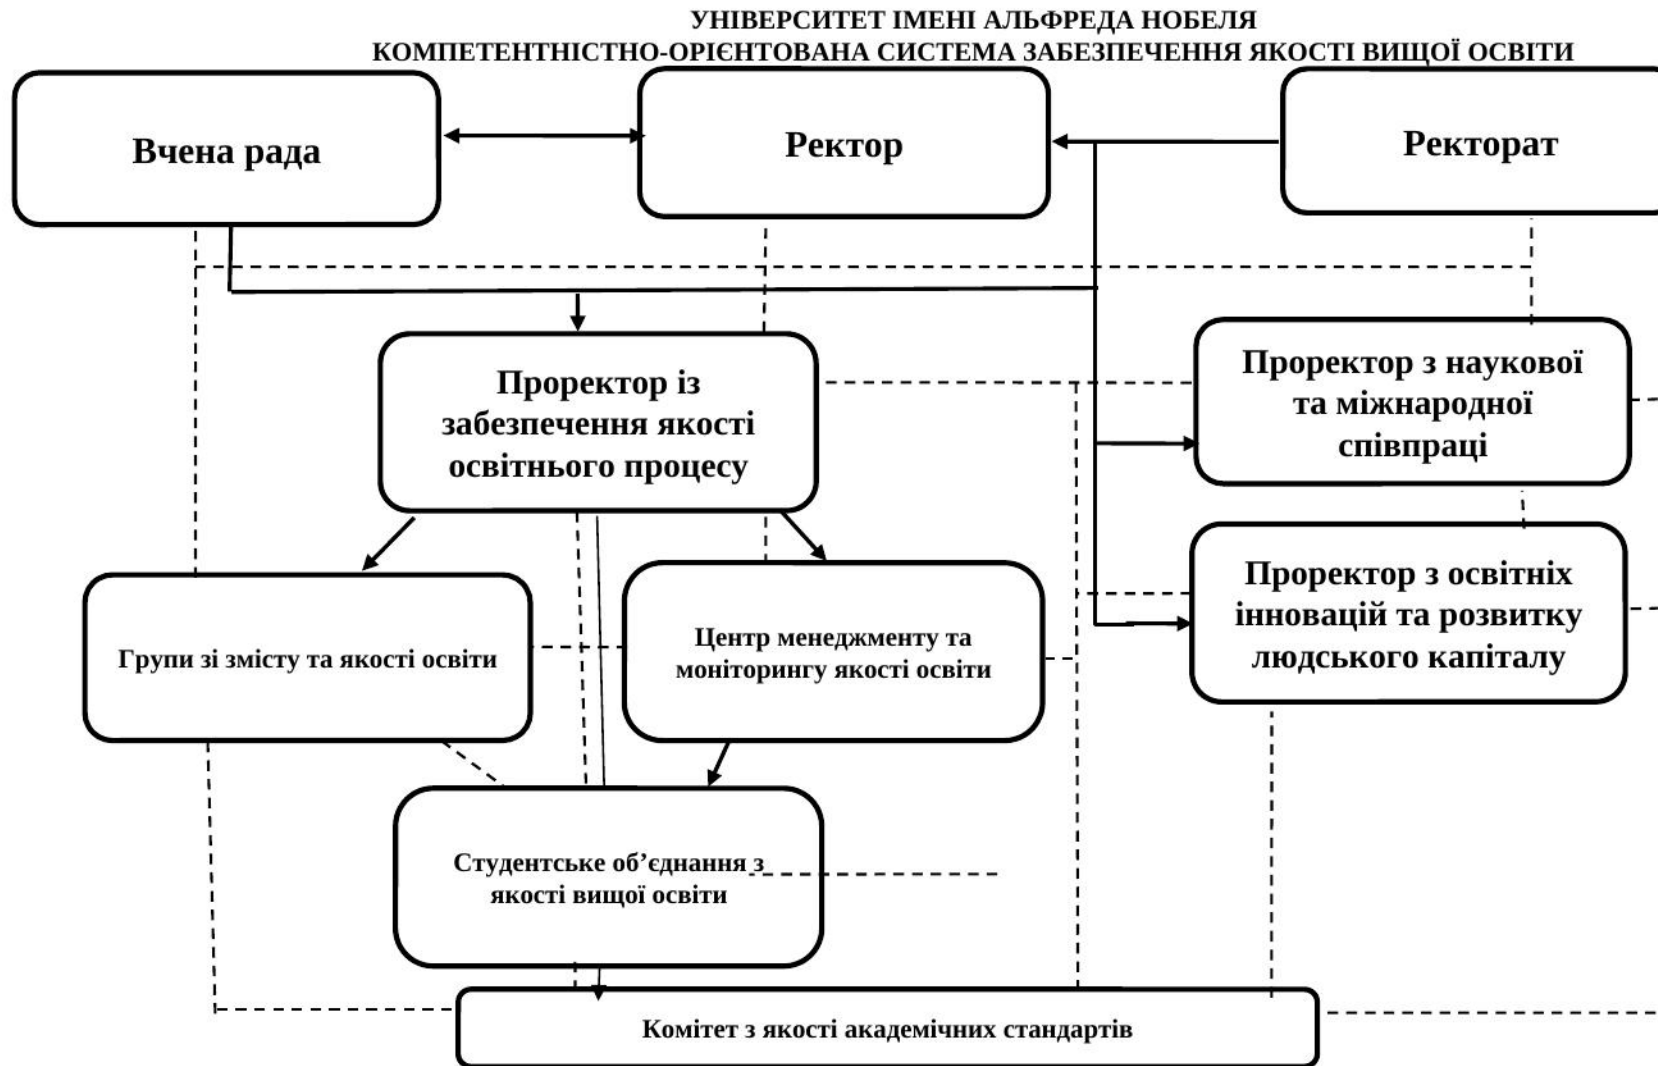 УНІВЕРСИТЕТ ІМЕНІ АЛЬФРЕДА НОБЕЛЯ
КОМПЕТЕНТНІСТНО-ОРІЄНТОВАНА СИСТЕМА ЗАБЕЗПЕЧЕННЯ ЯКОСТІ ВИЩОЇ ОСВІТИ
Вчена рада
Ректор
Ректорат
Проректор із
забезпечення якості
освітнього процесу
Проректор з наукової
та міжнародної
співпраці
Проректор з освітніх
інновацій та розвитку
людського капіталу
Групи зі змісту та якості освіти
Центр менеджменту та
моніторингу якості освіти
Студентське об’єднання з
якості вищої освіти
Комітет з якості академічних стандартів